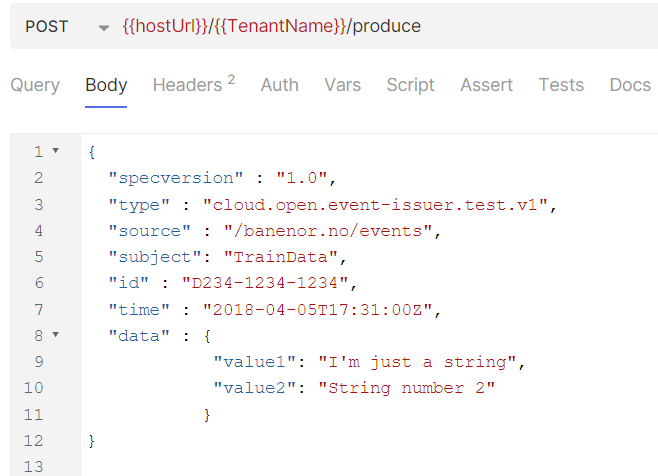 POST {{hostUrl}}/{{TenantName}}/produce
Query Body Headers 2 Auth Vars Script Assert Tests Docs
1 {
2 "specversion" : "1.0",
3 "type" : "cloud.open.event-issuer.test.v1",
4 "source" : "/banenor.no/events",
5 "subject": "TrainData",
6 "id" : "D234-1234-1234",
7 "time" : "2018-04-05T17:31:00Z",
8 "data" : {
9 "value1": "I'm just a string",
10 "value2": "String number 2"
11 }
12 }
13